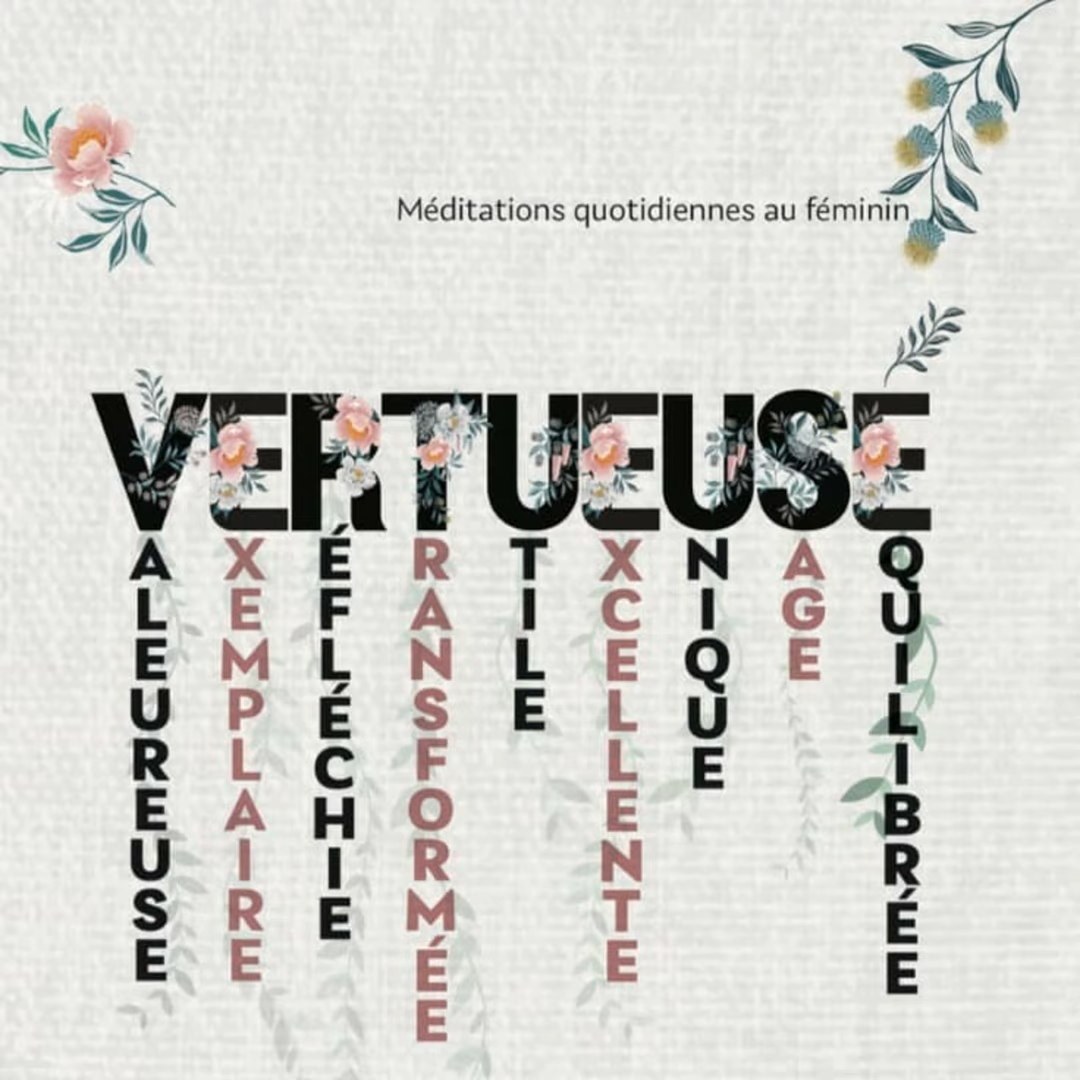 Méditations quotidiennes au féminin
VERTUEUSE
ALEUREUSE
XEMPLAIRE
ÉFLÉCHIE
RANSFORMÉE
TILE
XCELLENTE
NIQUE
AGE
QUILIBRÉE